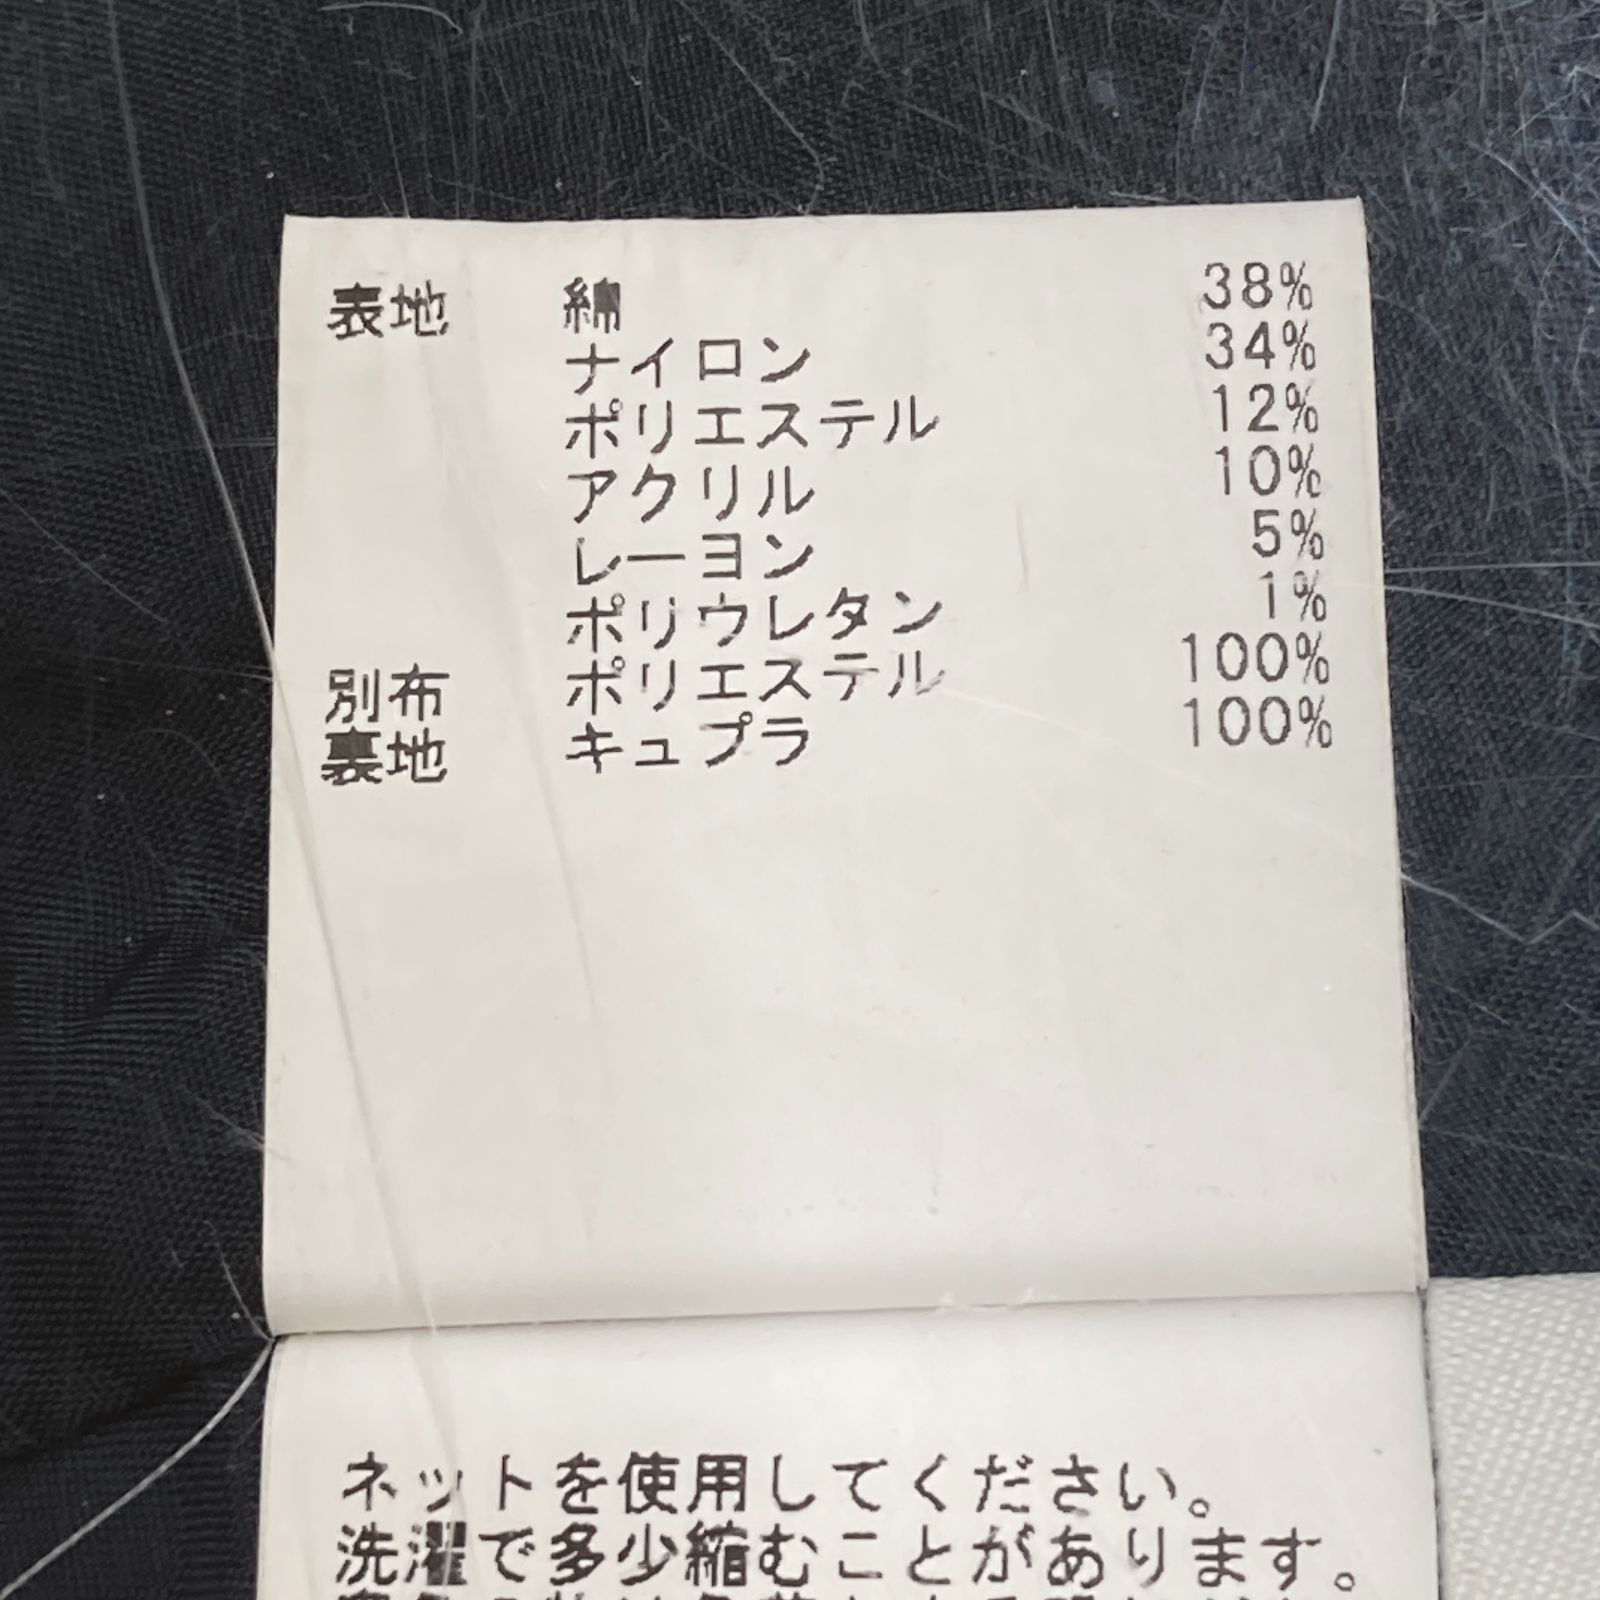 表地 綿 38%
ナイロン 34%
ポリエステル 12%
アクリル 10%
レーヨン 5%
ポリウレタン 1%
別布 ポリエステル 100%
裏地 キュプラ 100%
ネットを使用してください。
洗濯で多少縮むことがあります。